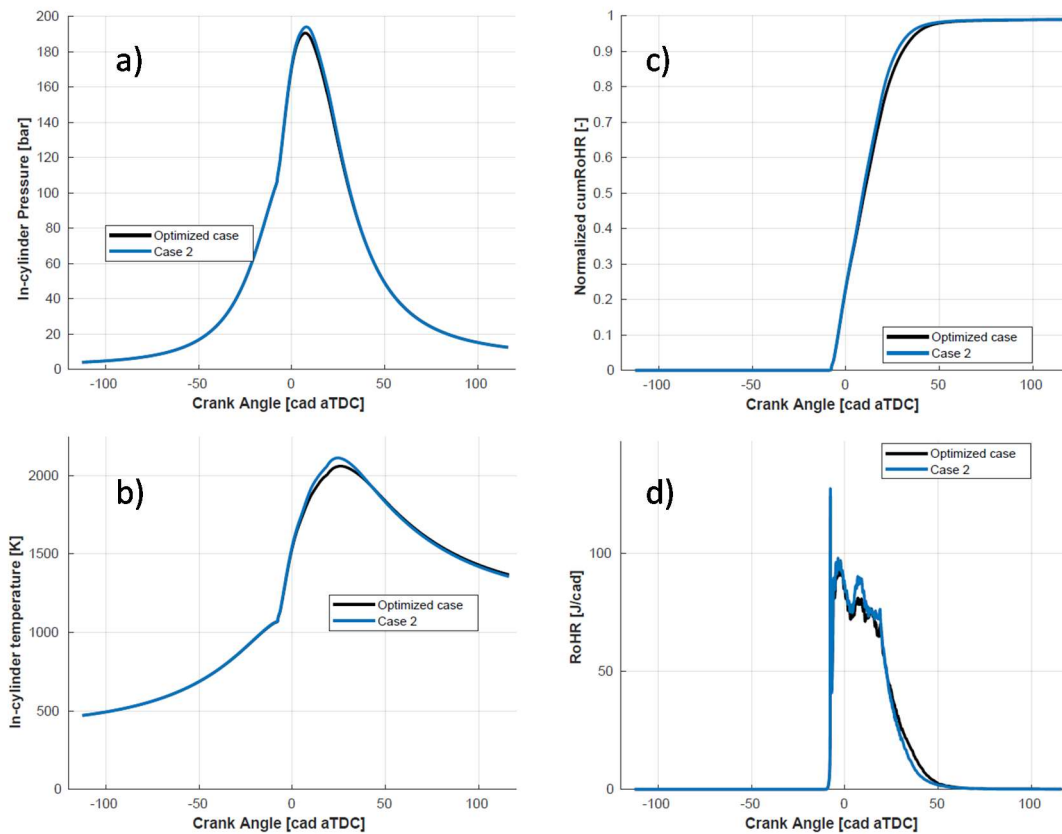 a)
In-cylinder Pressure [bar]
200
180
160
140
120
100
80
60
40
20
0
Optimized case
Case 2
-100 -50 0 50 100
Crank Angle [cad aTDC]
c)
Normalized cumRoHR [-]
1
0.9
0.8
0.7
0.6
0.5
0.4
0.3
0.2
0.1
0
Optimized case
Case 2
-100 -50 0 50 100
Crank Angle [cad aTDC]
b)
In-cylinder temperature [K]
2000
1500
1000
500
0
Optimized case
Case 2
-100 -50 0 50 100
Crank Angle [cad aTDC]
d)
RoHR [J/cad]
100
50
0
Optimized case
Case 2
-100 -50 0 50 100
Crank Angle [cad aTDC]